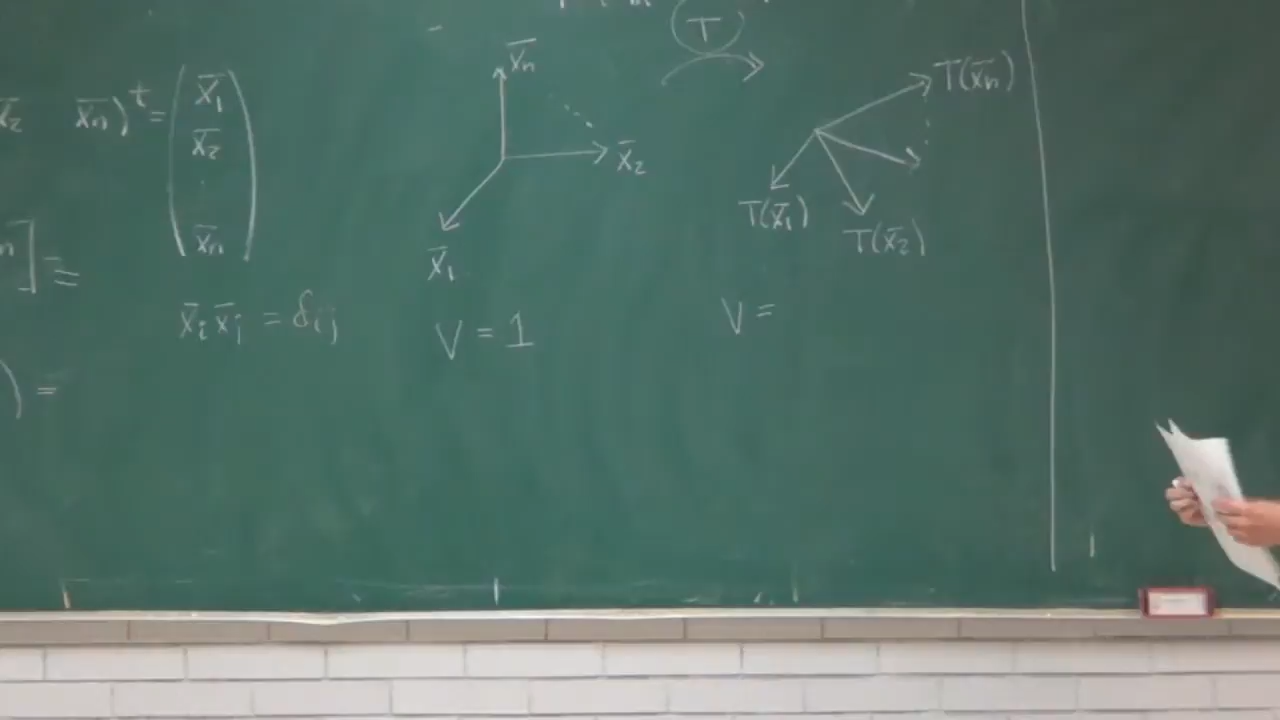 T
x̄₂ x̄ₙ)ᵗ = ( x̄₁
x̄₂
.
x̄ₙ )
n] =
) =
x̄ᵢ x̄ⱼ = δᵢⱼ
x̄ₙ
x̄₂
x̄₁
V = 1
T(x̄ₙ)
T(x̄₁)
T(x̄₂)
V =